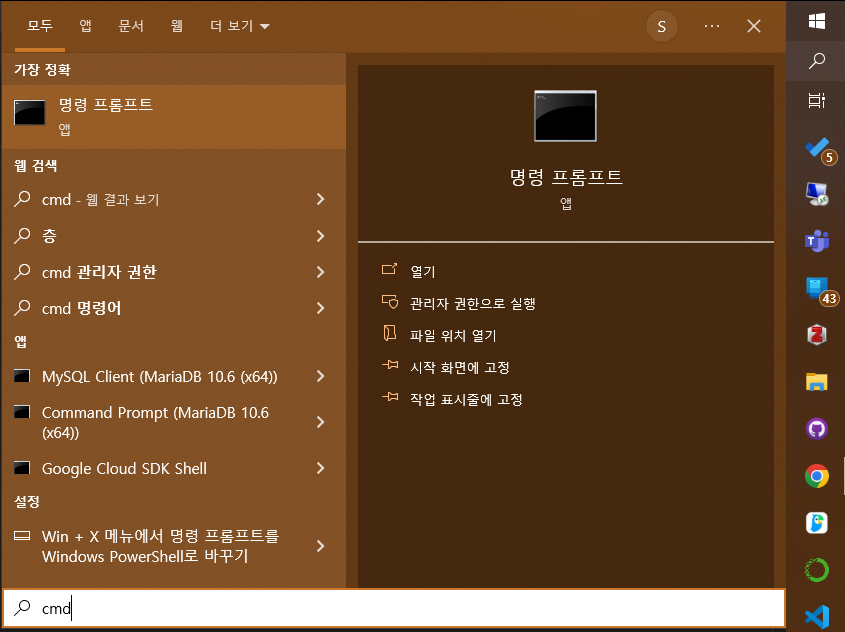 모두 앱 문서 웹 더 보기 S
가장 정확
명령 프롬프트
앱
웹 검색
cmd - 웹 결과 보기
층
cmd 관리자 권한
cmd 명령어
앱
MySQL Client (MariaDB 10.6 (x64))
Command Prompt (MariaDB 10.6
(x64))
Google Cloud SDK Shell
설정
Win + X 메뉴에서 명령 프롬프트를
Windows PowerShell로 바꾸기
cmd
명령 프롬프트
앱
열기
관리자 권한으로 실행
파일 위치 열기
시작 화면에 고정
작업 표시줄에 고정
5
T
43
Z